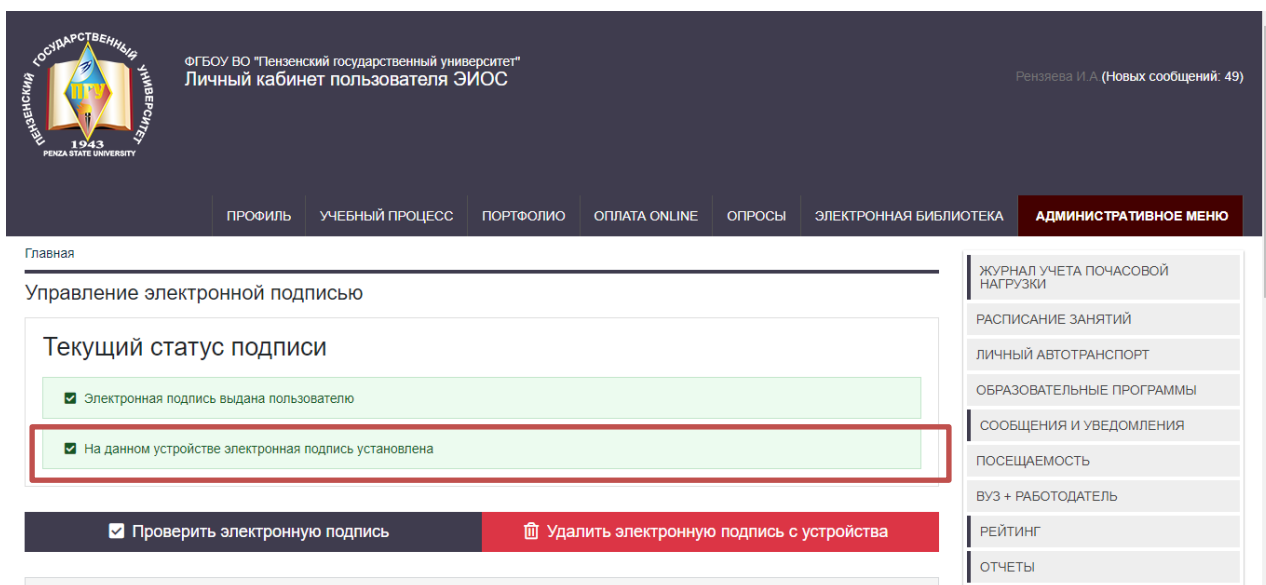 ПЕНЗЕНСКИЙ ГОСУДАРСТВЕННЫЙ УНИВЕРСИТЕТ
ПГУ
1943
PENZA STATE UNIVERSITY
ФГБОУ ВО "Пензенский государственный университет"
Личный кабинет пользователя ЭИОС
Рензяева И.А.(Новых сообщений: 49)
ПРОФИЛЬ УЧЕБНЫЙ ПРОЦЕСС ПОРТФОЛИО ОПЛАТА ONLINE ОПРОСЫ ЭЛЕКТРОННАЯ БИБЛИОТЕКА АДМИНИСТРАТИВНОЕ МЕНЮ
Главная
Управление электронной подписью
Текущий статус подписи
Электронная подпись выдана пользователю
На данном устройстве электронная подпись установлена
Проверить электронную подпись
Удалить электронную подпись с устройства
ЖУРНАЛ УЧЕТА ПОЧАСОВОЙ
НАГРУЗКИ
РАСПИСАНИЕ ЗАНЯТИЙ
ЛИЧНЫЙ АВТОТРАНСПОРТ
ОБРАЗОВАТЕЛЬНЫЕ ПРОГРАММЫ
СООБЩЕНИЯ И УВЕДОМЛЕНИЯ
ПОСЕЩАЕМОСТЬ
ВУЗ + РАБОТОДАТЕЛЬ
РЕЙТИНГ
ОТЧЕТЫ